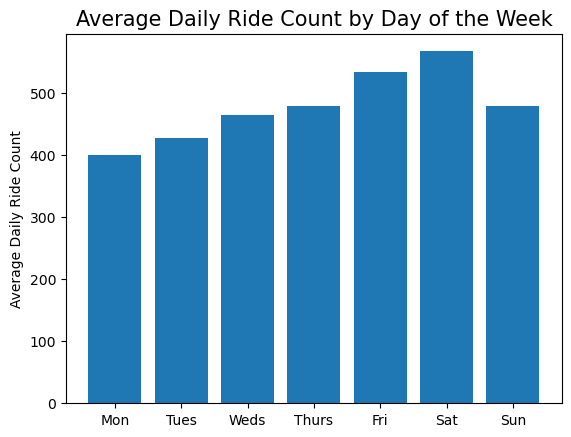 Average Daily Ride Count by Day of the Week
Average Daily Ride Count
500
400
300
200
100
0
Mon Tues Weds Thurs Fri Sat Sun